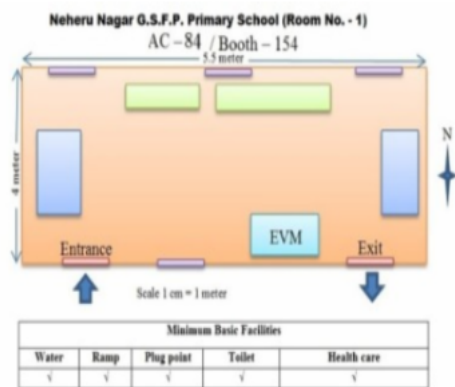 Neheru Nagar G.S.F.P. Primary School (Room No. - 1)
AC – 84 / Booth – 154
5.5 meter
4 meter
N
EVM
Entrance
Exit
Scale 1 cm = 1 meter
Minimum Basic Facilities
Water Ramp Plug point Toilet Health care
√ √ √ √ √